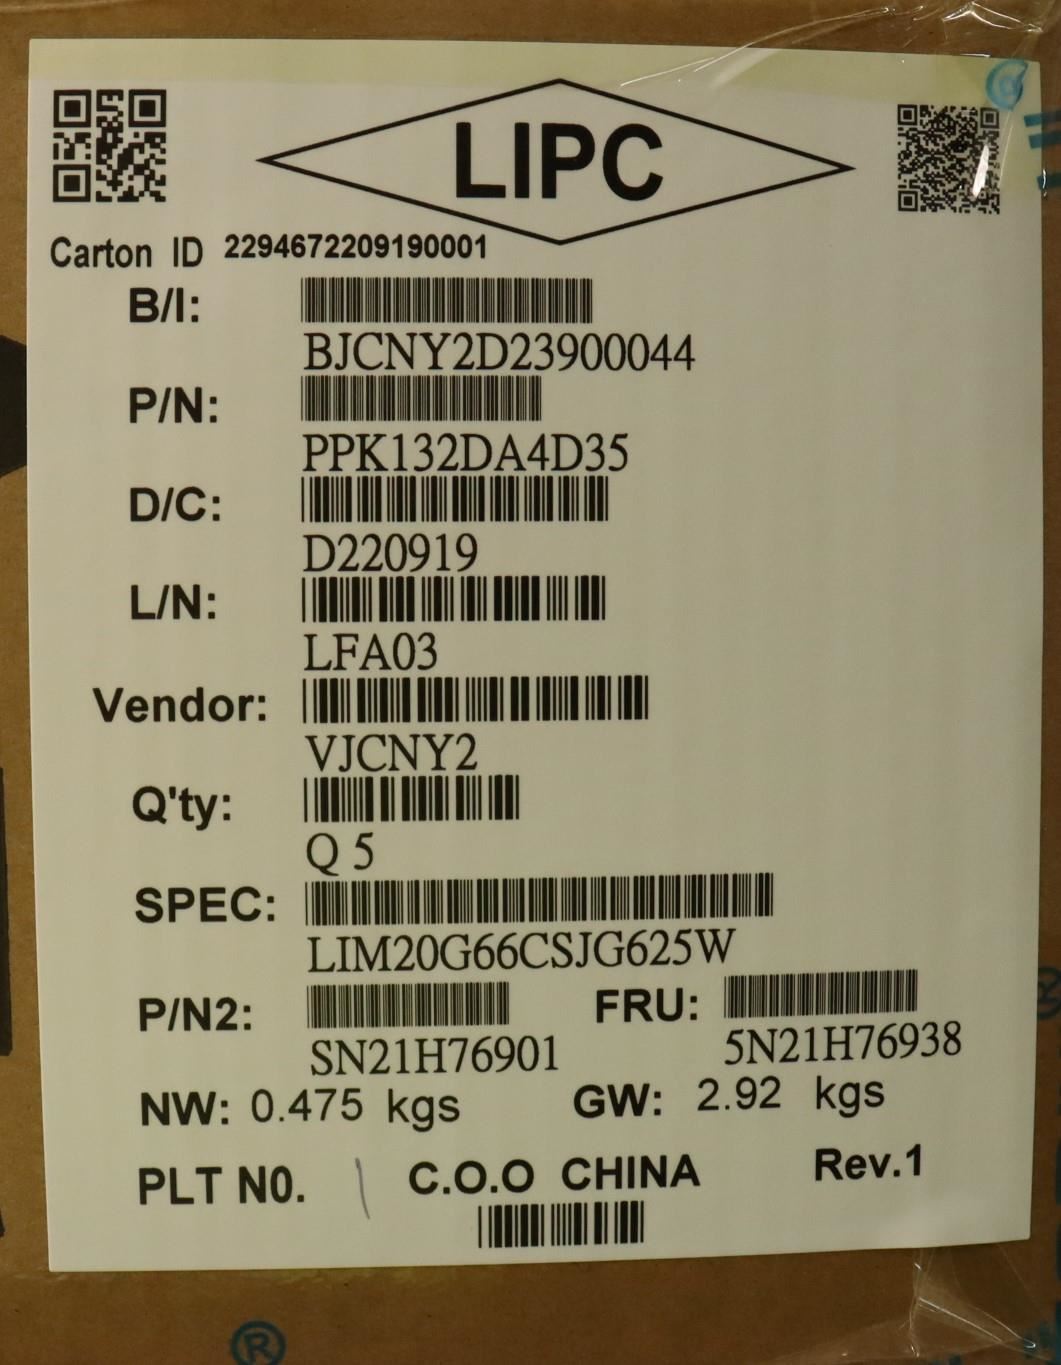 LIPC
Carton ID 2294672209190001
B/I:
BJCNY2D23900044
P/N:
PPK132DA4D35
D/C:
D220919
L/N:
LFA03
Vendor:
VJCNY2
Q'ty:
Q 5
SPEC:
LIM20G66CSJG625W
P/N2: FRU:
SN21H76901 5N21H76938
NW: 0.475 kgs GW: 2.92 kgs
PLT N0. | C.O.O CHINA Rev.1
®